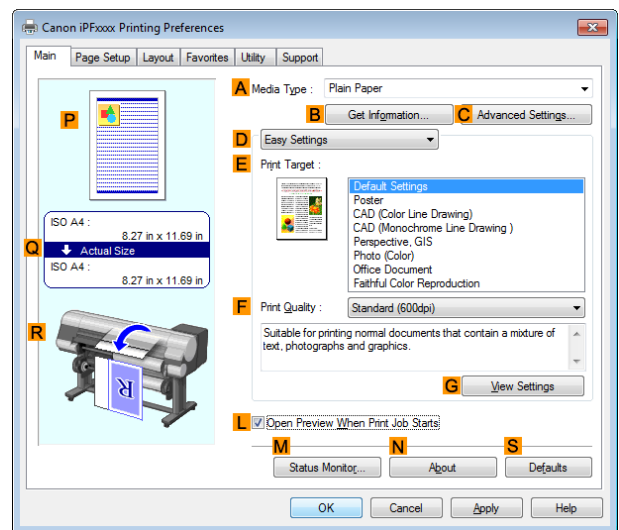 Canon iPFxxxx Printing Preferences
Main Page Setup Layout Favorites Utility Support
A Media Type : Plain Paper
B Get Information... C Advanced Settings...
D Easy Settings
E Print Target :
Default Settings
Poster
CAD (Color Line Drawing)
CAD (Monochrome Line Drawing )
Perspective, GIS
Photo (Color)
Office Document
Faithful Color Reproduction
F Print Quality : Standard (600dpi)
Suitable for printing normal documents that contain a mixture of
text, photographs and graphics.
G View Settings
L Open Preview When Print Job Starts
M N S
Status Monitor... About Defaults
P
ISO A4 :
8.27 in x 11.69 in
Q Actual Size
ISO A4 :
8.27 in x 11.69 in
R
R
OK Cancel Apply Help